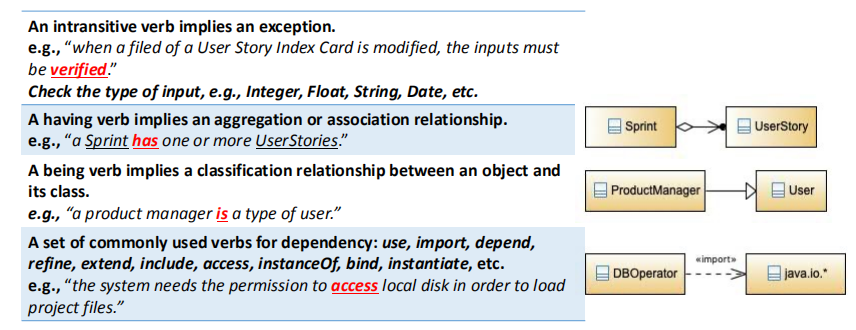 An intransitive verb implies an exception.
e.g., “when a filed of a User Story Index Card is modified, the inputs must
be verified.”
Check the type of input, e.g., Integer, Float, String, Date, etc.
A having verb implies an aggregation or association relationship.
e.g., “a Sprint has one or more UserStories.”
Sprint
UserStory
A being verb implies a classification relationship between an object and
its class.
e.g., “a product manager is a type of user.”
ProductManager
User
A set of commonly used verbs for dependency: use, import, depend,
refine, extend, include, access, instanceOf, bind, instantiate, etc.
e.g., “the system needs the permission to access local disk in order to load
project files.”
DBOperator
«import»
java.io.*